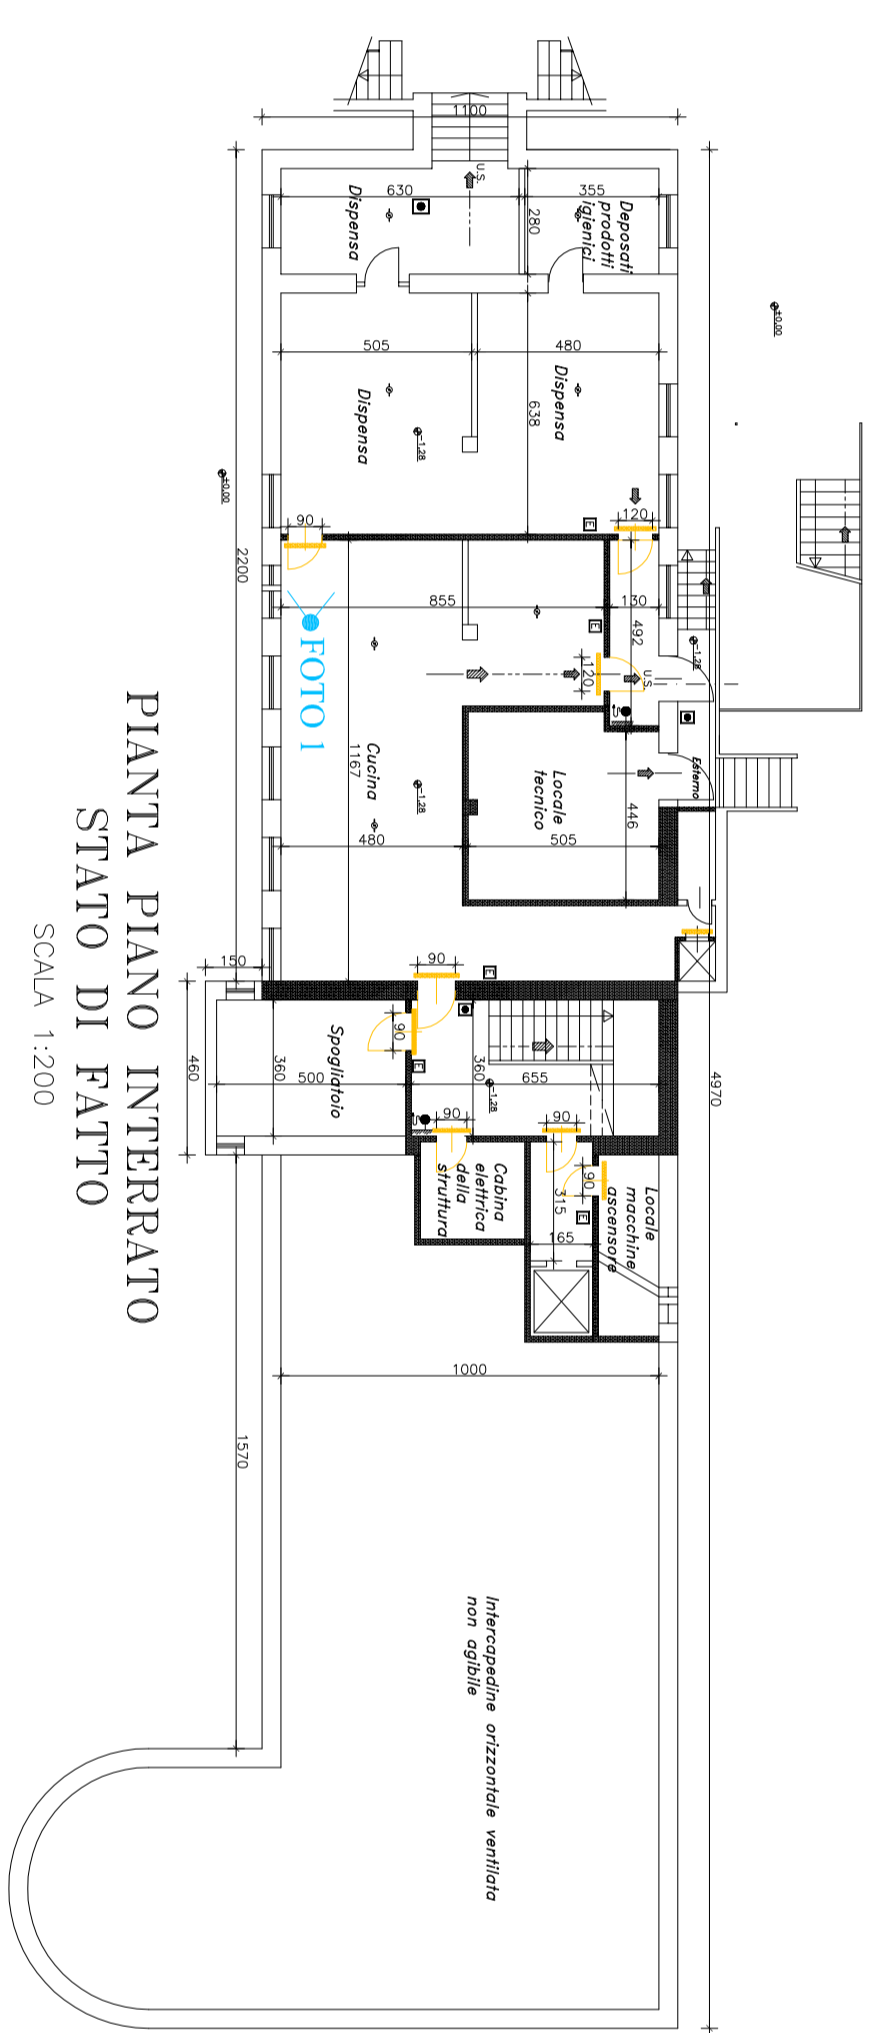 1100
U.S.
630
355
Dispensa
Deposati
prodotti
igienici
280
±0,00
505
480
Dispensa
Dispensa
638
-1,28
±0,00
E
120
90
2200
855
130
E
492
-1,28
120
U.S.
FOTO 1
Cucina
1167
-1,28
Locale
tecnico
446
Esterno
480
505
150
90
E
90
Spogliatoio
360
500
460
360
655
-1,28
E
4970
90
90
Cabina
elettrica
della
struttura
90
315
E
165
Locale
macchine
ascensore
1000
1570
Intercapedine orizzontale ventilata
non agibile
PIANTA PIANO INTERRATO
STATO DI FATTO
SCALA 1:200